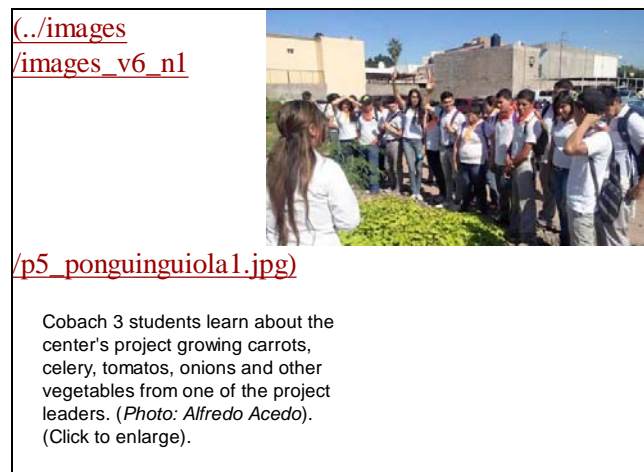 (../images
/images_v6_n1
/p5_ponguinguiola1.jpg)
Cobach 3 students learn about the
center's project growing carrots,
celery, tomatos, onions and other
vegetables from one of the project
leaders. (Photo: Alfredo Acedo).
(Click to enlarge).